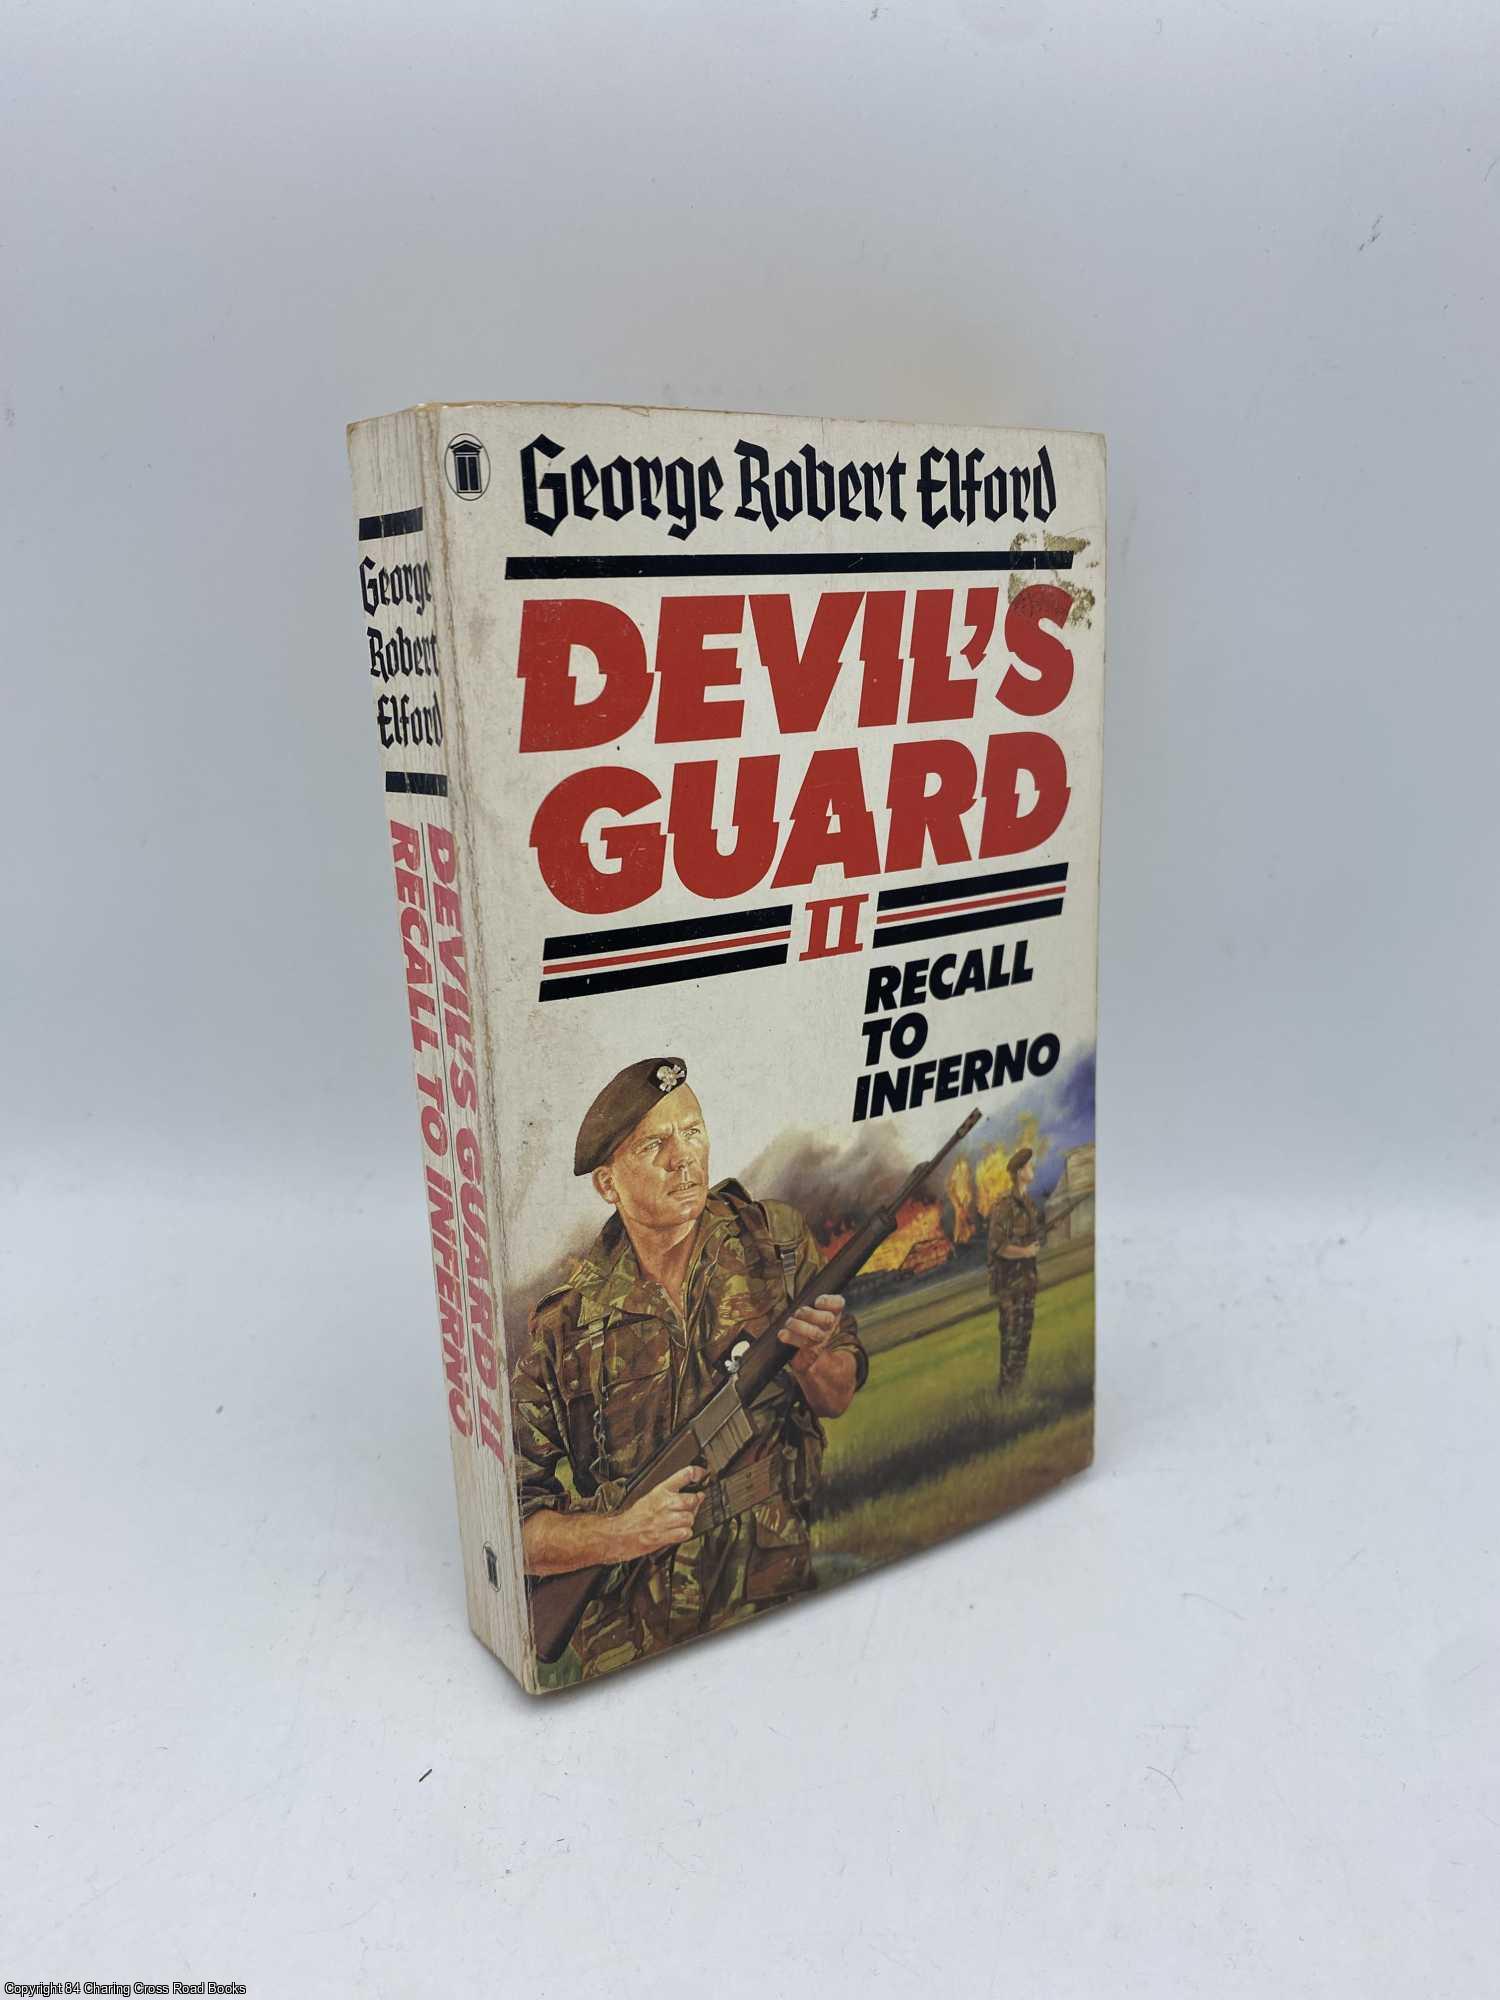 George Robert Elford
DEVIL'S
GUARD
II
RECALL
TO
INFERNO
George
Robert
Elford
DEVIL'S GUARD II
RECALL TO INFERNO
Copyright 84 Charing Cross Road Books